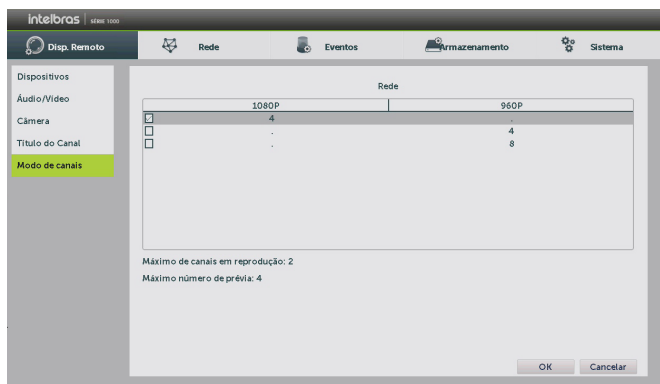 intelbras | SÉRIE 1000
Disp. Remoto
Rede
Eventos
Armazenamento
Sistema
Dispositivos
Áudio/Vídeo
Câmera
Título do Canal
Modo de canais
Rede
1080P 960P
4 .
. 4
. 8
Máximo de canais em reprodução: 2
Máximo número de prévia: 4
OK
Cancelar